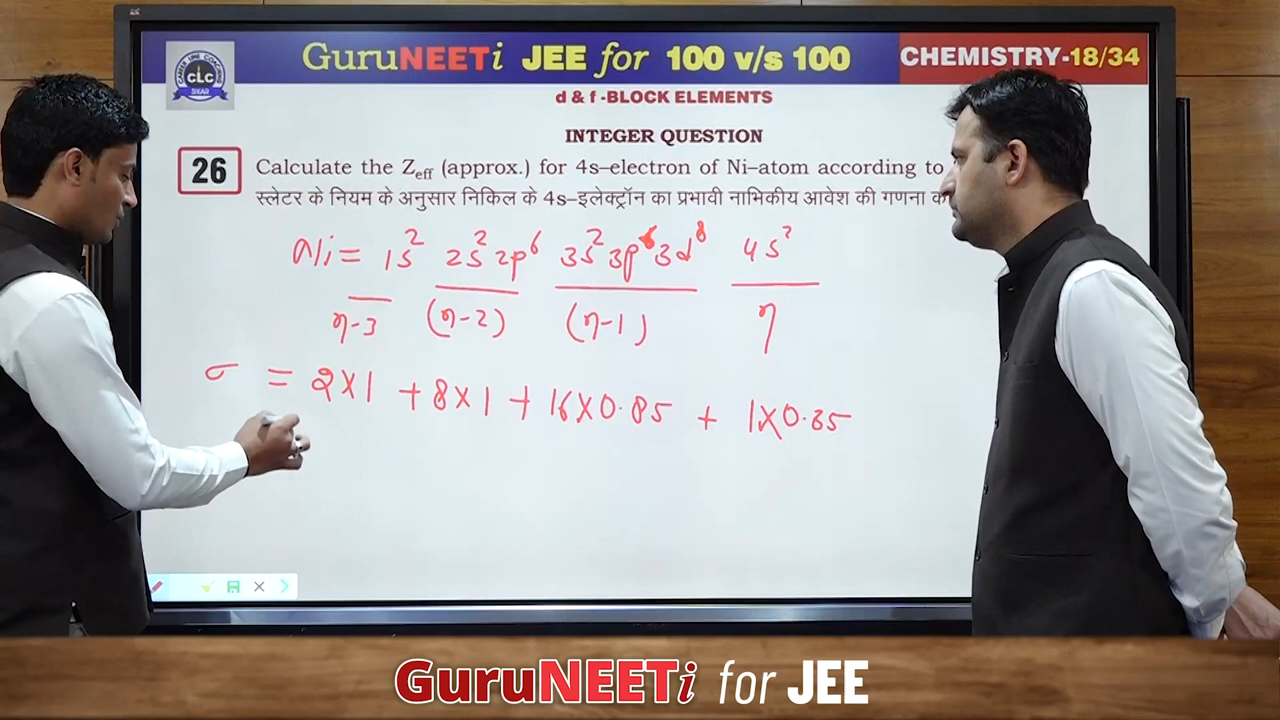 GuruNEETi JEE for 100 v/s 100
CHEMISTRY-18/34
CLC
SIKAR
d & f -BLOCK ELEMENTS
INTEGER QUESTION
26 Calculate the Zeff (approx.) for 4s–electron of Ni–atom according to
स्लेटर के नियम के अनुसार निकिल के 4s–इलेक्ट्रॉन का प्रभावी नाभिकीय आवेश की गणना
Ni = 1s² 2s² 2p⁶ 3s² 3p⁶ 3d⁸ 4s²
n-3 (n-2) (n-1) n
σ = 2×1 + 8×1 + 16×0.85 + 1×0.35
GuruNEETi for JEE